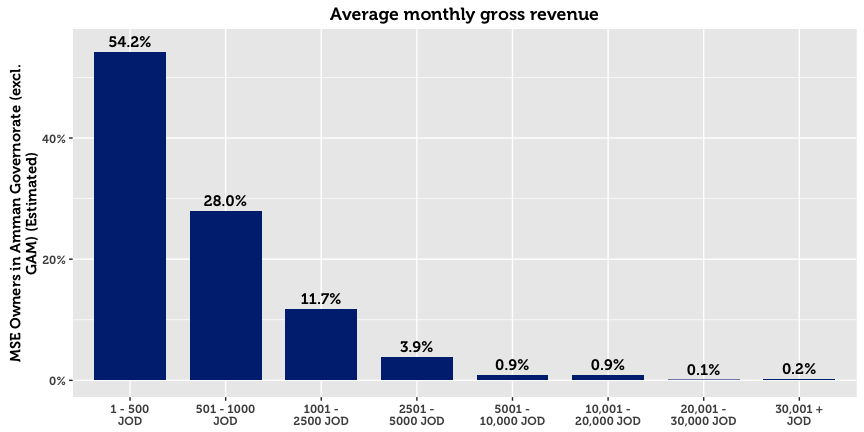 Average monthly gross revenue
MSE Owners in Amman Governorate (excl.
GAM) (Estimated)
40%
20%
0%
54.2%
28.0%
11.7%
3.9%
0.9%
0.9%
0.1%
0.2%
1 - 500
JOD
501 - 1000
JOD
1001 -
2500 JOD
2501 -
5000 JOD
5001 -
10,000 JOD
10,001 -
20,000 JOD
20,001 -
30,000 JOD
30,001 +
JOD